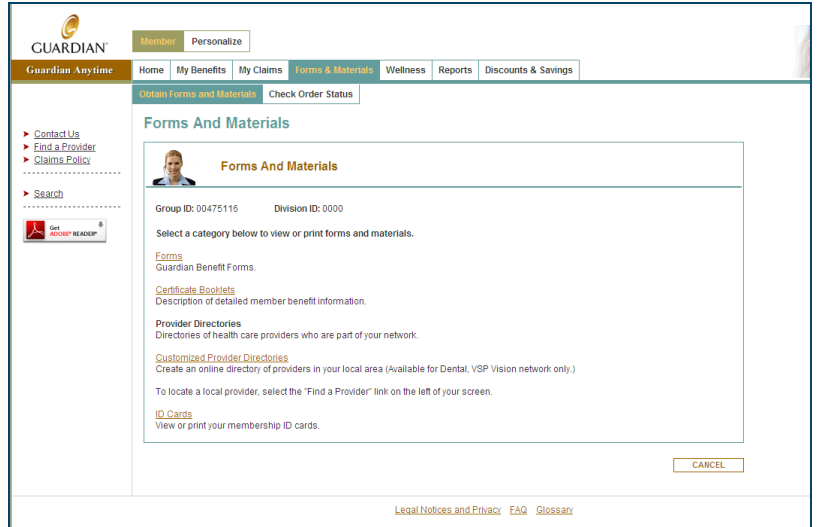 GUARDIAN®
Member Personalize
Guardian Anytime
Home My Benefits My Claims Forms & Materials Wellness Reports Discounts & Savings
Obtain Forms and Materials Check Order Status
Contact Us
Find a Provider
Claims Policy
Search
Get
ADOBE® READER®
Forms And Materials
Forms And Materials
Group ID: 00475116 Division ID: 0000
Select a category below to view or print forms and materials.
Forms
Guardian Benefit Forms.
Certificate Booklets
Description of detailed member benefit information.
Provider Directories
Directories of health care providers who are part of your network.
Customized Provider Directories
Create an online directory of providers in your local area (Available for Dental, VSP Vision network only.)
To locate a local provider, select the "Find a Provider" link on the left of your screen.
ID Cards
View or print your membership ID cards.
CANCEL
Legal Notices and Privacy FAQ Glossary